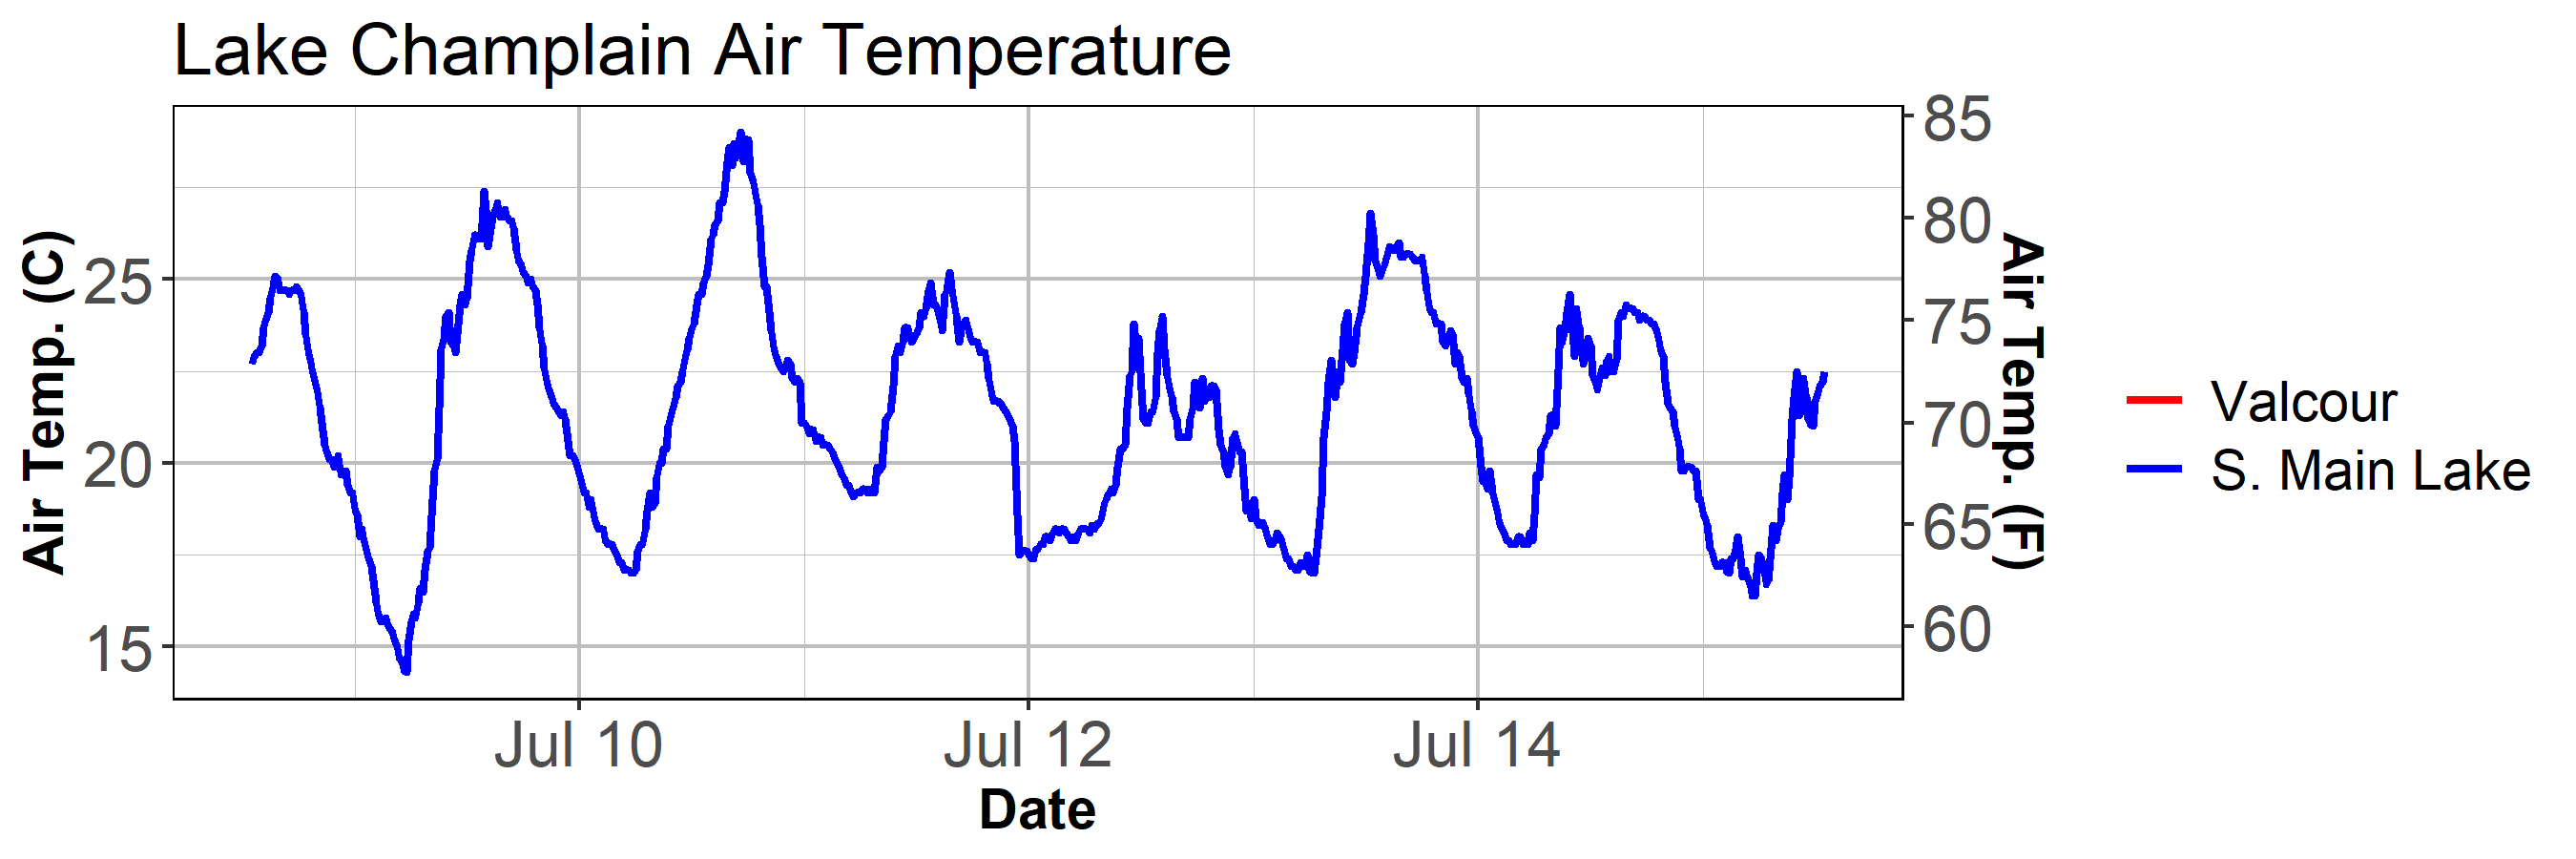 Lake Champlain Air Temperature
Air Temp. (C)
25
20
15
85
80
75
70
65
60
Air Temp. (F)
Jul 10
Jul 12
Jul 14
Date
Valcour
S. Main Lake